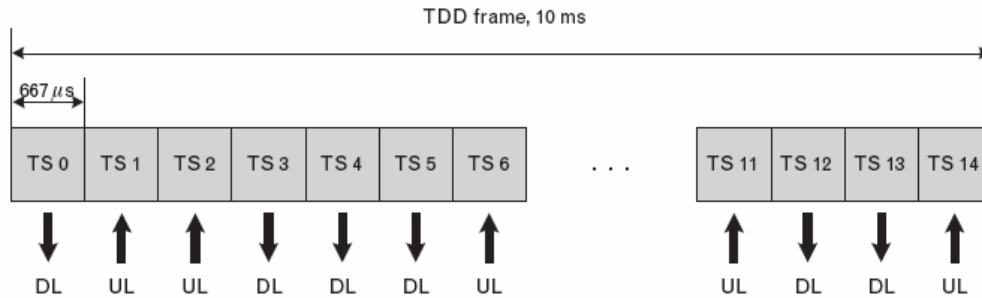 TDD frame, 10 ms
667 μs
TS 0 TS 1 TS 2 TS 3 TS 4 TS 5 TS 6 . . . TS 11 TS 12 TS 13 TS 14
DL UL UL DL DL DL UL UL DL DL UL